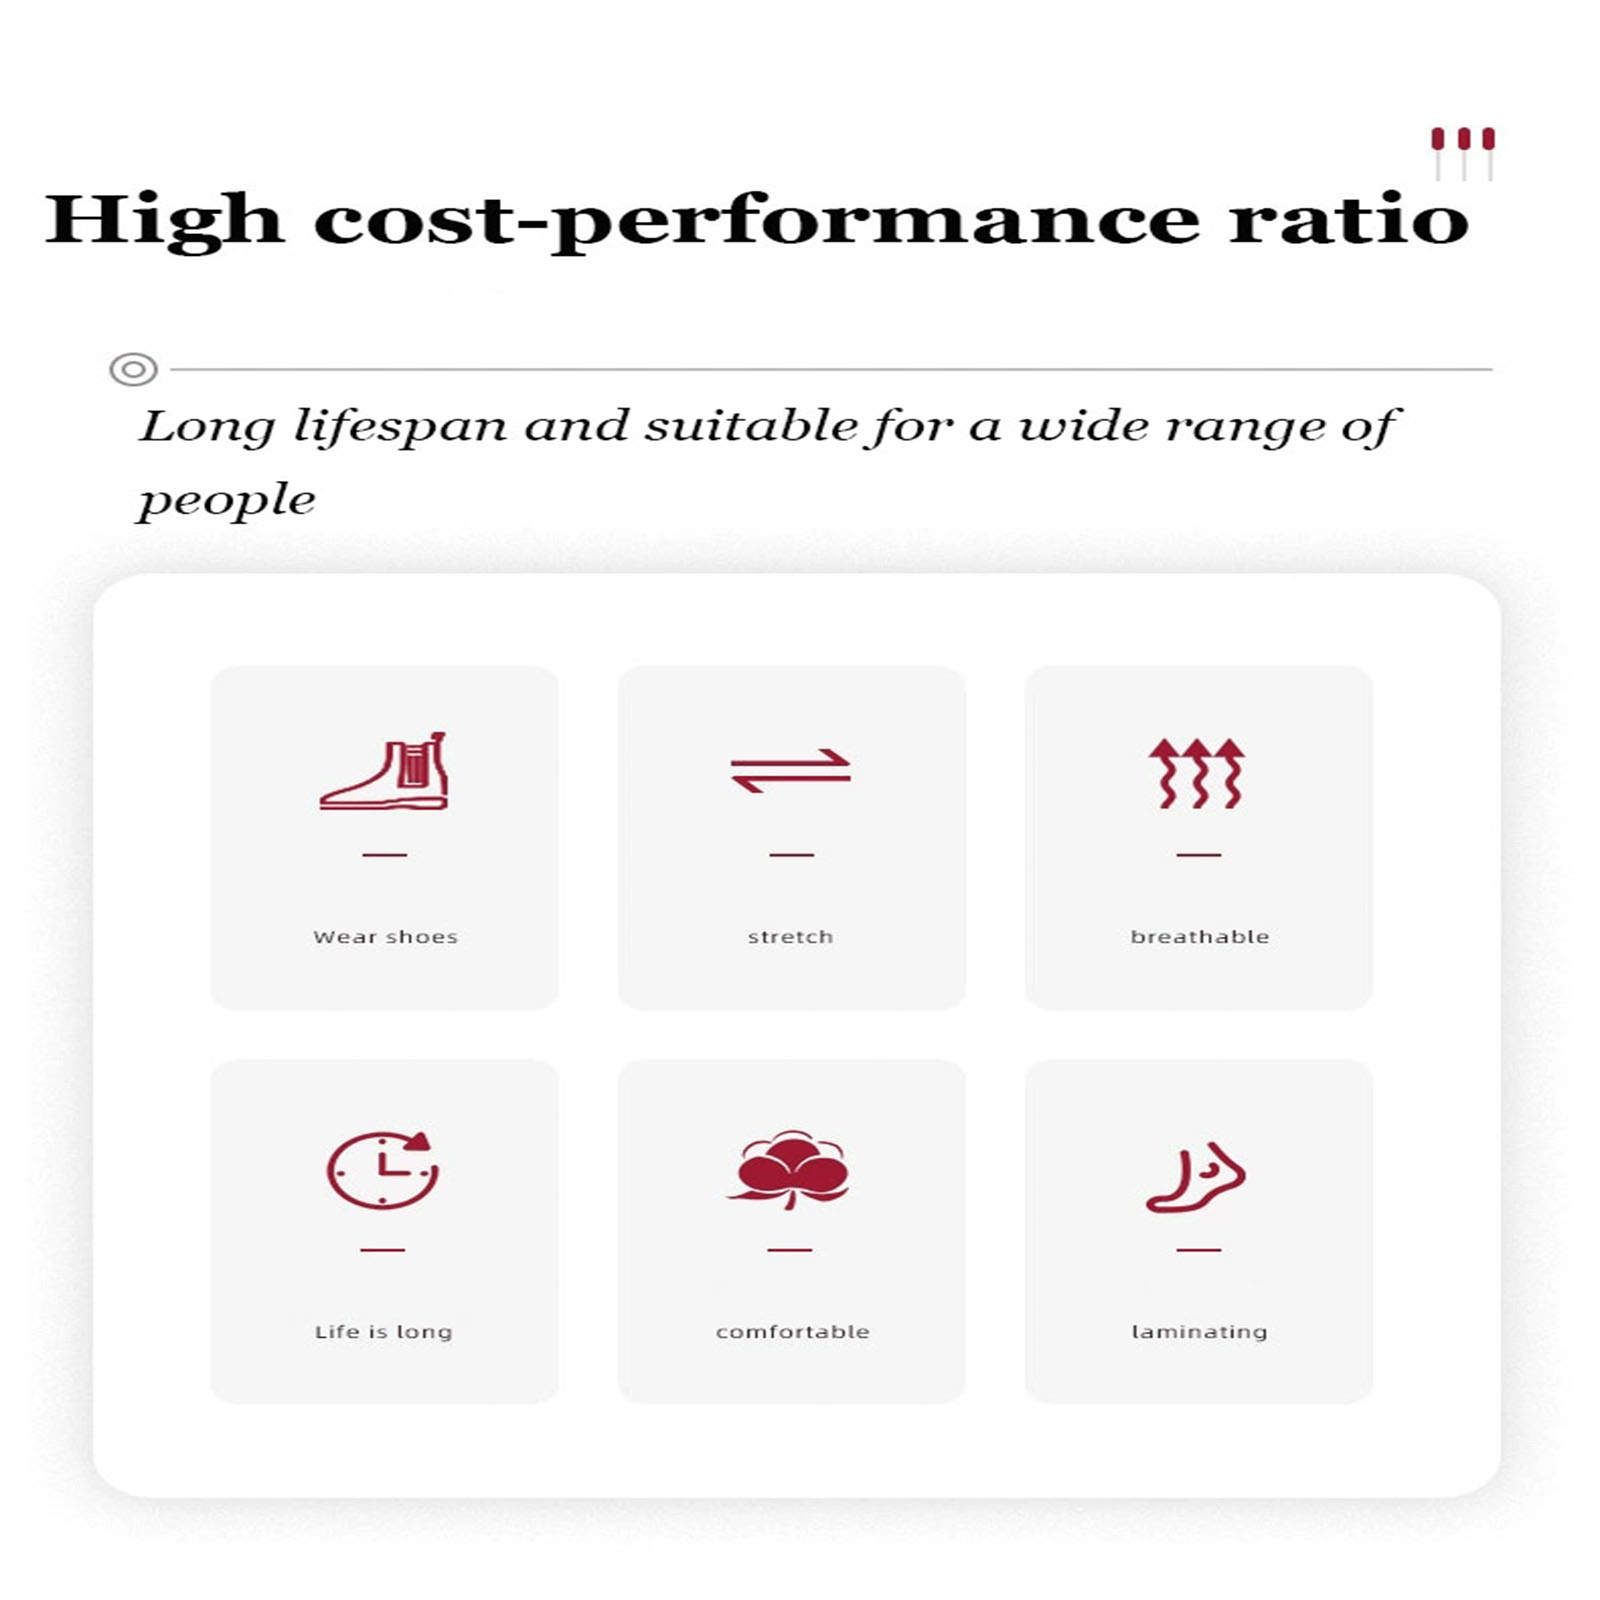 High cost-performance ratio
Long lifespan and suitable for a wide range of
people
Wear shoes
stretch
breathable
Life is long
comfortable
laminating